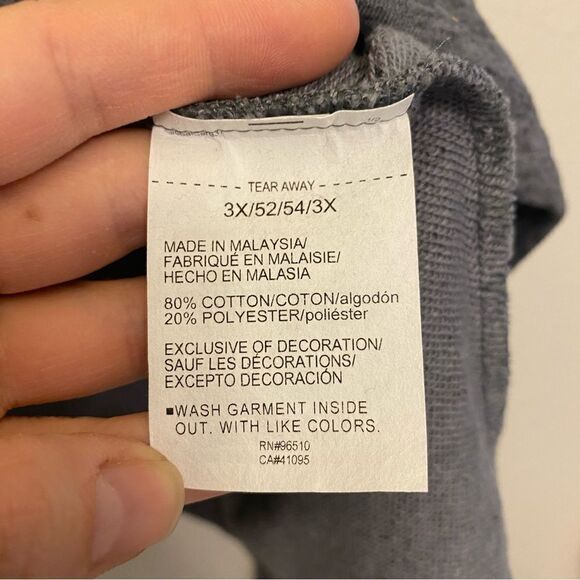 TEAR AWAY
3X/52/54/3X
MADE IN MALAYSIA/
FABRIQUÉ EN MALAISIE/
HECHO EN MALASIA
80% COTTON/COTON/algodón
20% POLYESTER/poliéster
EXCLUSIVE OF DECORATION/
SAUF LES DÉCORATIONS/
EXCEPTO DECORACIÓN
■WASH GARMENT INSIDE
OUT. WITH LIKE COLORS.
RN#96510
CA#41095